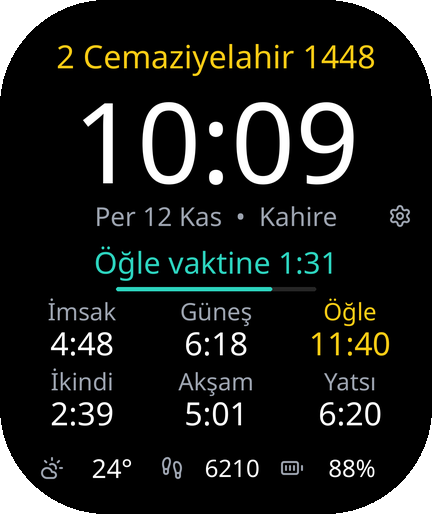 2 Cemaziyelahir 1448
10:09
Per 12 Kas • Kahire
Öğle vaktine 1:31
İmsak Güneş Öğle
4:48 6:18 11:40
İkindi Akşam Yatsı
2:39 5:01 6:20
24° 6210 88%